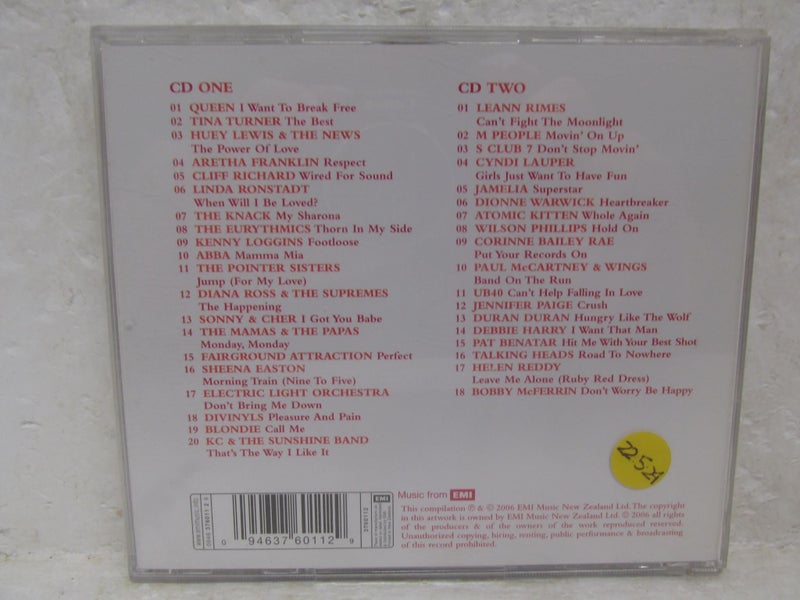 CD ONE
01 QUEEN I Want To Break Free
02 TINA TURNER The Best
03 HUEY LEWIS & THE NEWS
The Power Of Love
04 ARETHA FRANKLIN Respect
05 CLIFF RICHARD Wired For Sound
06 LINDA RONSTADT
When Will I Be Loved?
07 THE KNACK My Sharona
08 THE EURYTHMICS Thorn In My Side
09 KENNY LOGGINS Footloose
10 ABBA Mamma Mia
11 THE POINTER SISTERS
Jump (For My Love)
12 DIANA ROSS & THE SUPREMES
The Happening
13 SONNY & CHER I Got You Babe
14 THE MAMAS & THE PAPAS
Monday, Monday
15 FAIRGROUND ATTRACTION Perfect
16 SHEENA EASTON
Morning Train (Nine To Five)
17 ELECTRIC LIGHT ORCHESTRA
Don't Bring Me Down
18 DIVINYLS Pleasure And Pain
19 BLONDIE Call Me
20 KC & THE SUNSHINE BAND
That's The Way I Like It
CD TWO
01 LEANN RIMES
Can't Fight The Moonlight
02 M PEOPLE Movin' On Up
03 S CLUB 7 Don't Stop Movin'
04 CYNDI LAUPER
Girls Just Want To Have Fun
05 JAMELIA Superstar
06 DIONNE WARWICK Heartbreaker
07 ATOMIC KITTEN Whole Again
08 WILSON PHILLIPS Hold On
09 CORINNE BAILEY RAE
Put Your Records On
10 PAUL McCARTNEY & WINGS
Band On The Run
11 UB40 Can't Help Falling In Love
12 JENNIFER PAIGE Crush
13 DURAN DURAN Hungry Like The Wolf
14 DEBBIE HARRY I Want That Man
15 PAT BENATAR Hit Me With Your Best Shot
16 TALKING HEADS Road To Nowhere
17 HELEN REDDY
Leave Me Alone (Ruby Red Dress)
18 BOBBY McFERRIN Don't Worry Be Happy
22.5.21
0 94637 60112 9
EMI
3760112
Music from EMI
This compilation ℗ & © 2006 EMI Music New Zealand Ltd. The copyright
in this artwork is owned by EMI Music New Zealand Ltd. © 2006 all rights
of the producers & of the owners of the work reproduced reserved.
Unauthorized copying, hiring, renting, public performance & broadcasting
of this record prohibited.